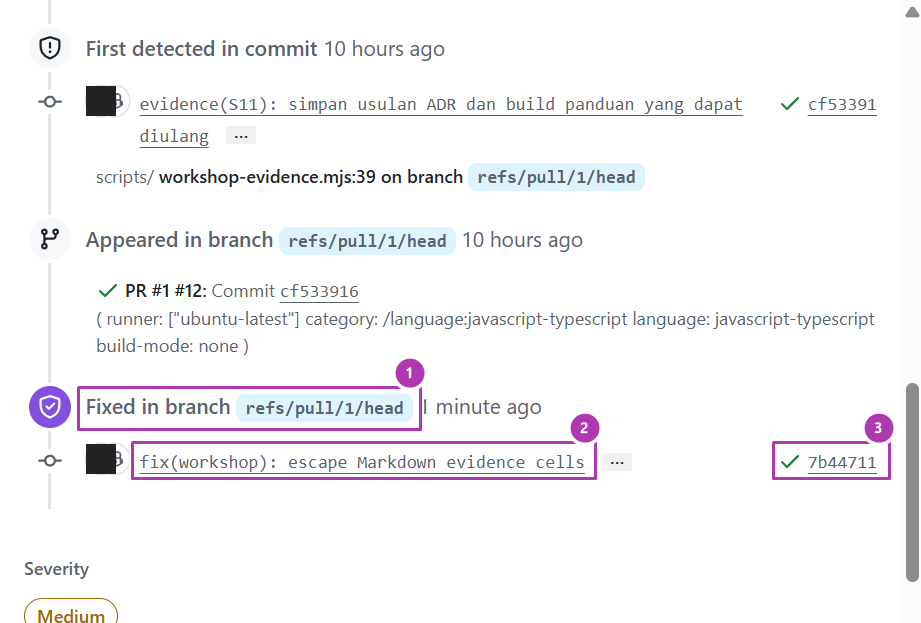 First detected in commit 10 hours ago
evidence(S11): simpan usulan ADR dan build panduan yang dapat
diulang ...
cf53391
scripts/ workshop-evidence.mjs:39 on branch refs/pull/1/head
Appeared in branch refs/pull/1/head 10 hours ago
PR #1 #12: Commit cf533916
( runner: ["ubuntu-latest"] category: /language:javascript-typescript language: javascript-typescript
build-mode: none )
1
Fixed in branch refs/pull/1/head 1 minute ago
2
3
fix(workshop): escape Markdown evidence cells ... 7b44711
Severity
Medium